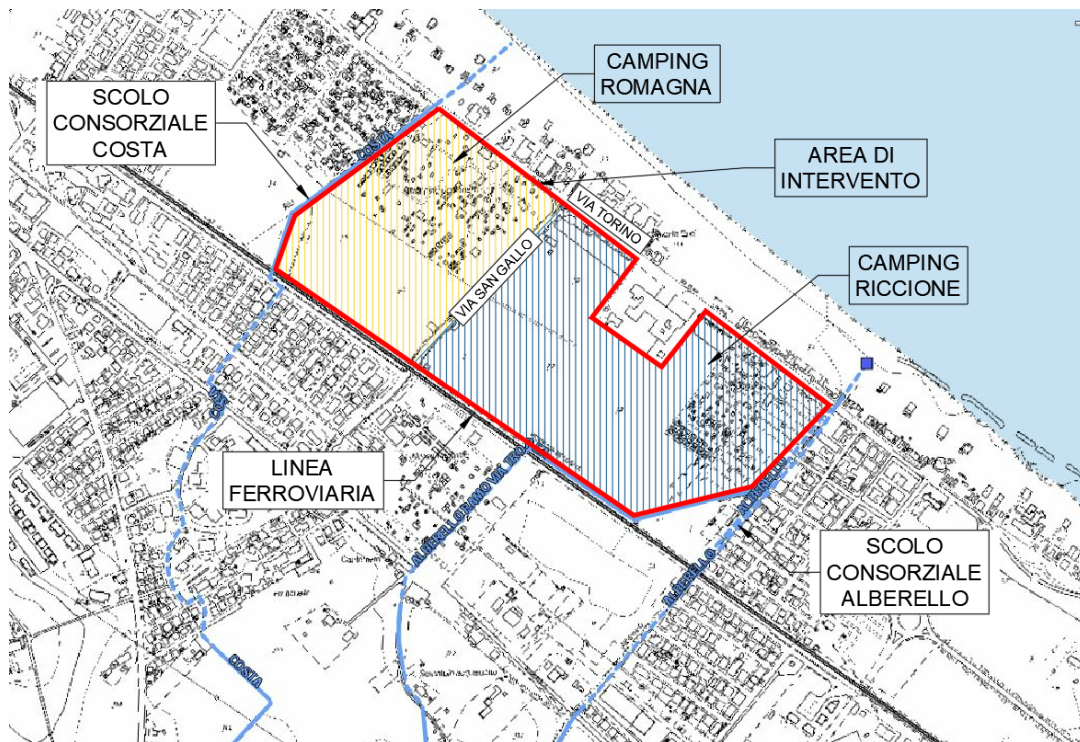 CAMPING
ROMAGNA
SCOLO
CONSORZIALE
COSTA
COSTA
AREA DI
INTERVENTO
VIA TORINO
VIA SAN GALLO
CAMPING
RICCIONE
LINEA
FERROVIARIA
ALBERELLO
ALBERELLO
SCOLO
CONSORZIALE
ALBERELLO
COSTA